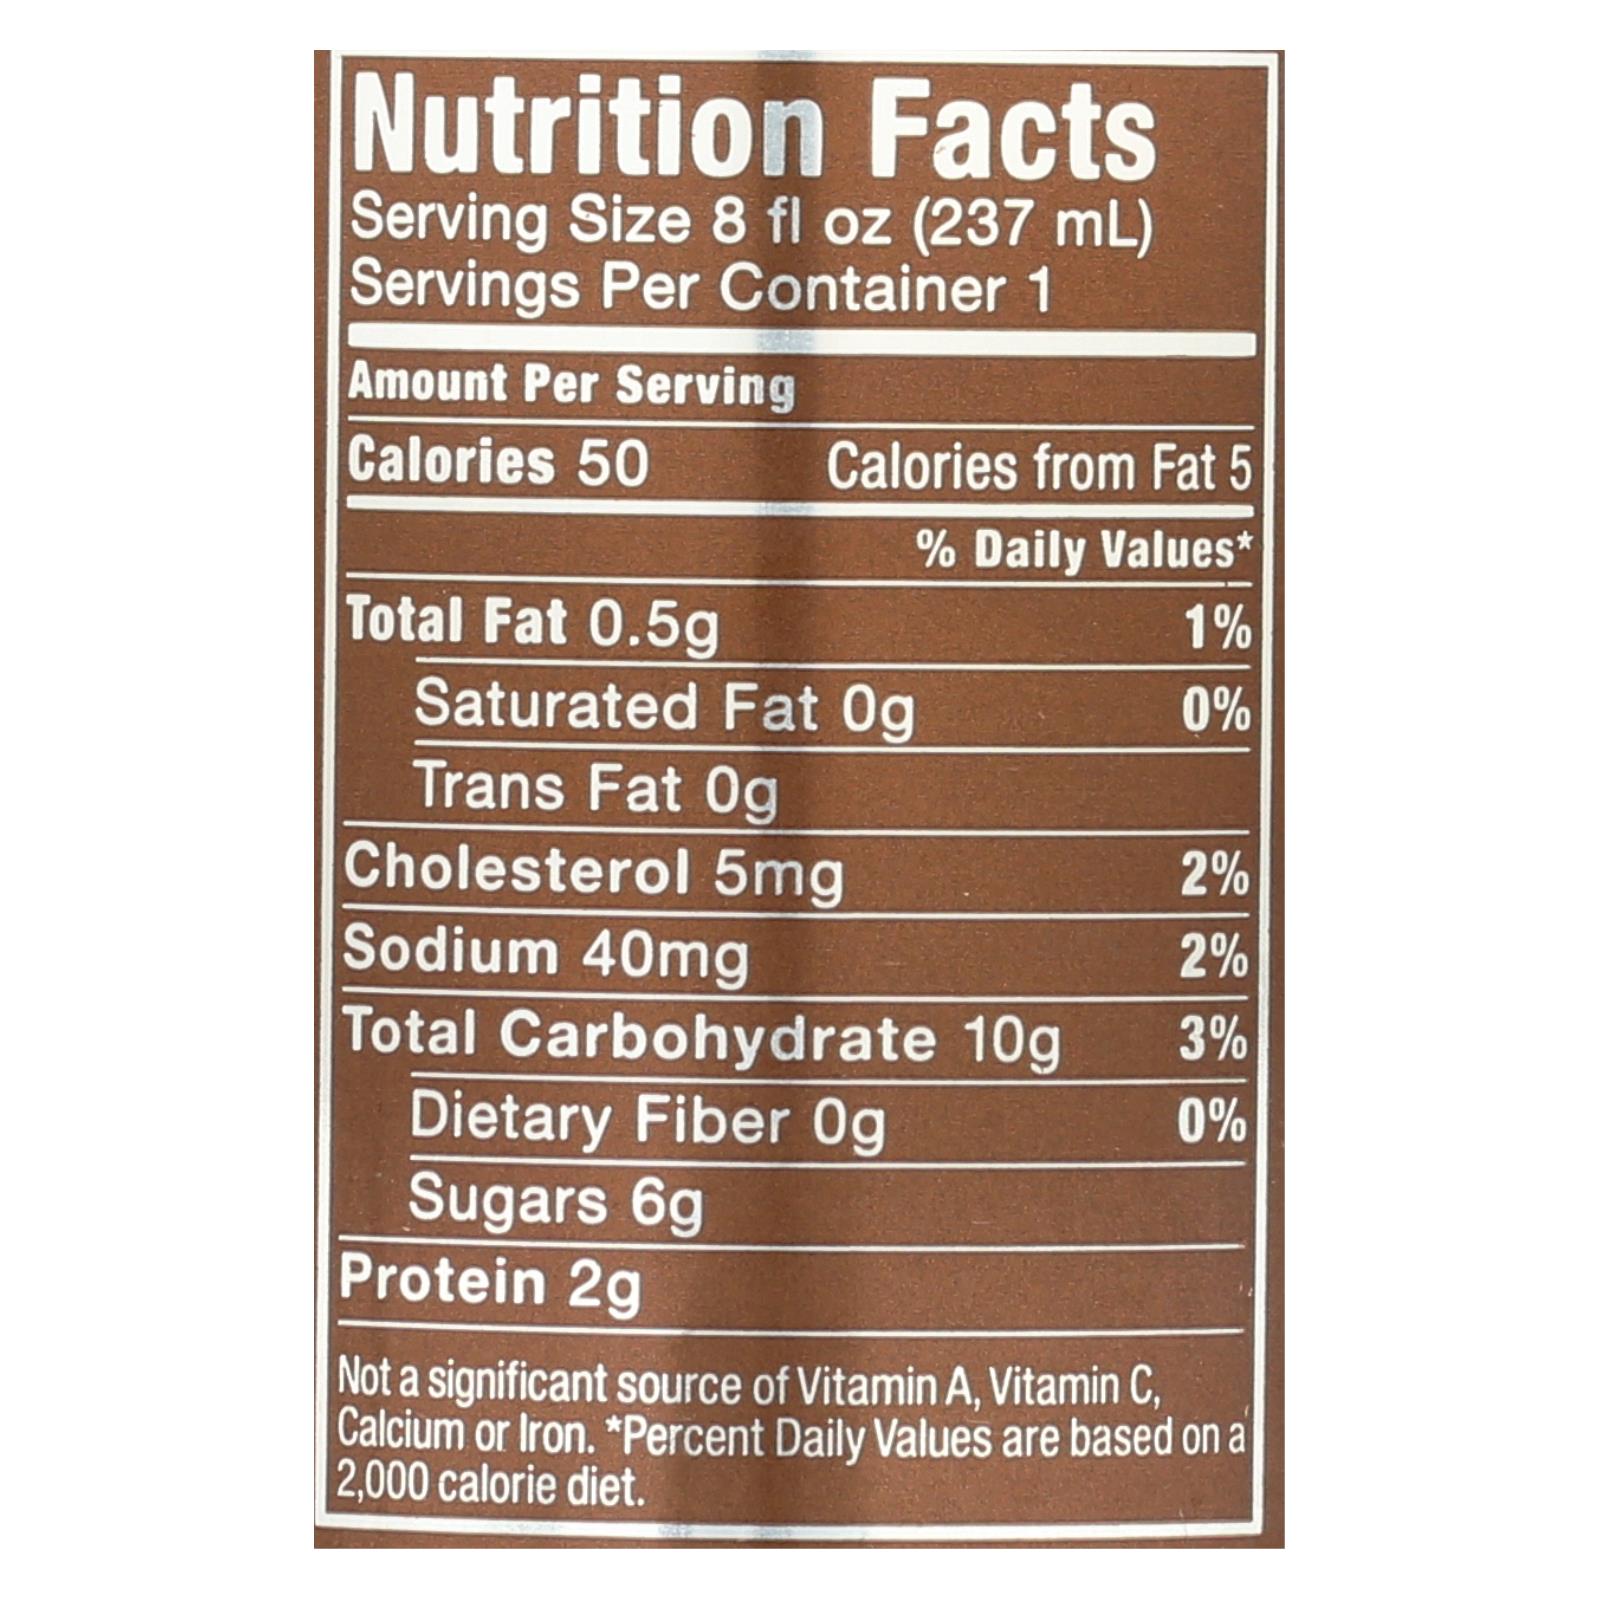 Nutrition Facts
Serving Size 8 fl oz (237 mL)
Servings Per Container 1
Amount Per Serving
Calories 50 Calories from Fat 5
% Daily Values*
Total Fat 0.5g 1%
Saturated Fat 0g 0%
Trans Fat 0g
Cholesterol 5mg 2%
Sodium 40mg 2%
Total Carbohydrate 10g 3%
Dietary Fiber 0g 0%
Sugars 6g
Protein 2g
Not a significant source of Vitamin A, Vitamin C,
Calcium or Iron. *Percent Daily Values are based on a
2,000 calorie diet.